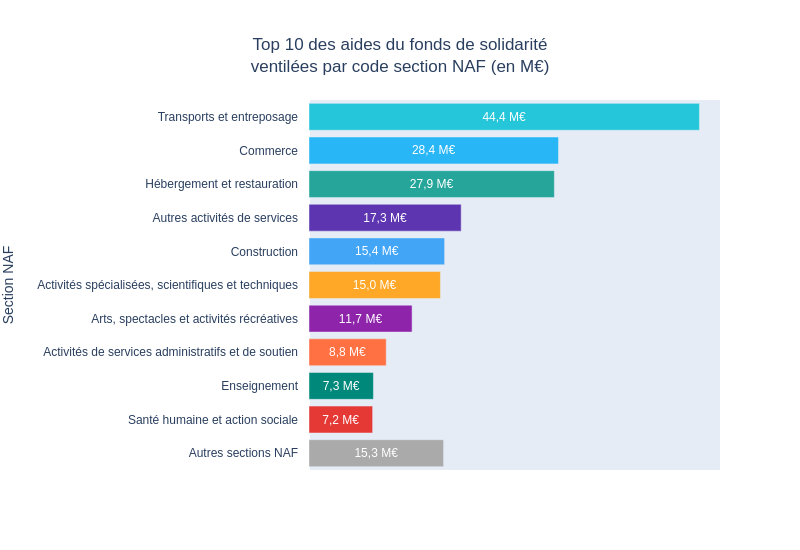 Top 10 des aides du fonds de solidarité
ventilées par code section NAF (en M€)
Section NAF
Transports et entreposage 44,4 M€
Commerce 28,4 M€
Hébergement et restauration 27,9 M€
Autres activités de services 17,3 M€
Construction 15,4 M€
Activités spécialisées, scientifiques et techniques 15,0 M€
Arts, spectacles et activités récréatives 11,7 M€
Activités de services administratifs et de soutien 8,8 M€
Enseignement 7,3 M€
Santé humaine et action sociale 7,2 M€
Autres sections NAF 15,3 M€